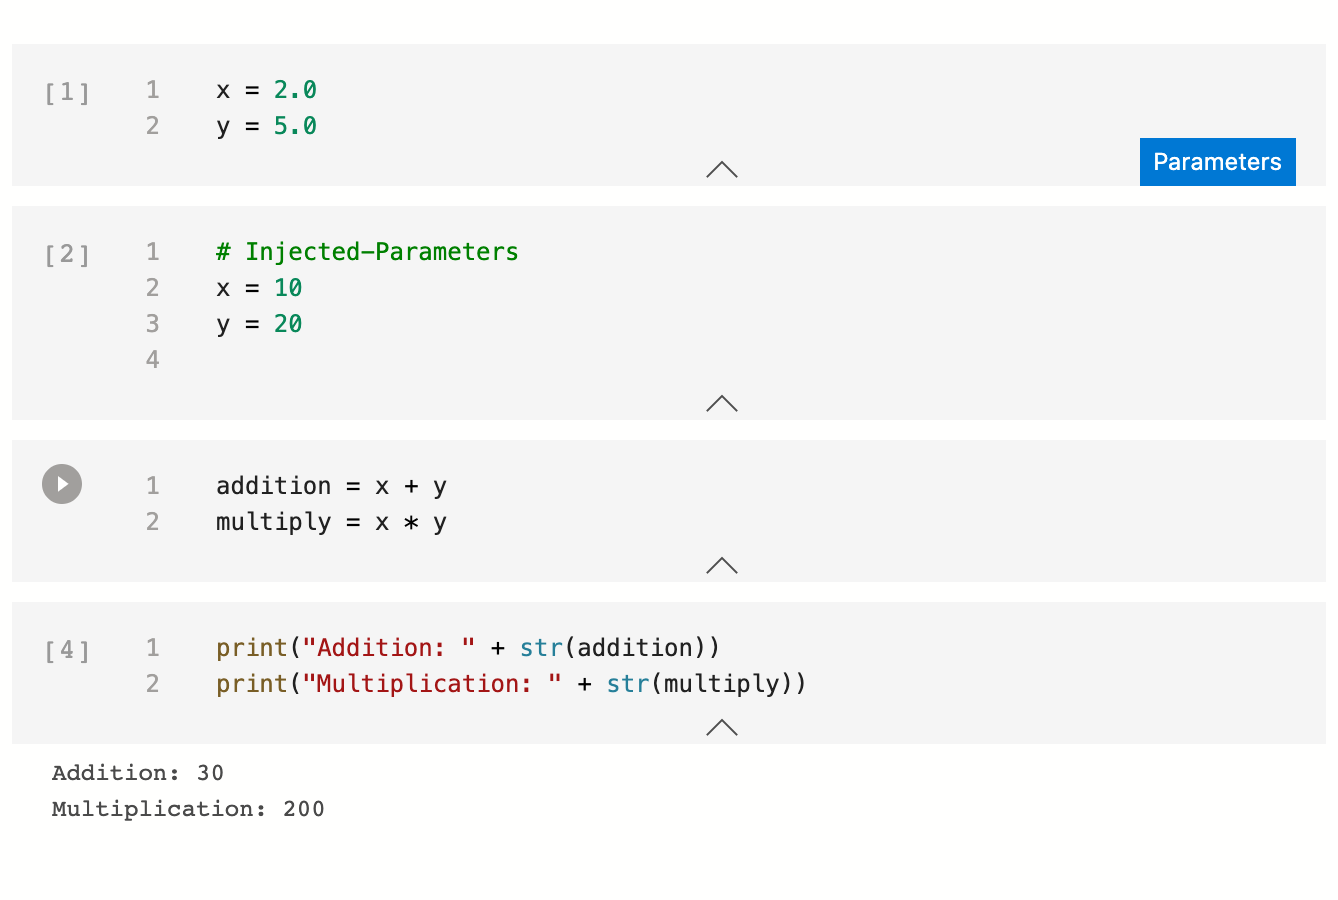 [1] 1 x = 2.0
2 y = 5.0
Parameters
[2] 1 # Injected-Parameters
2 x = 10
3 y = 20
4
1 addition = x + y
2 multiply = x * y
[4] 1 print("Addition: " + str(addition))
2 print("Multiplication: " + str(multiply))
Addition: 30
Multiplication: 200